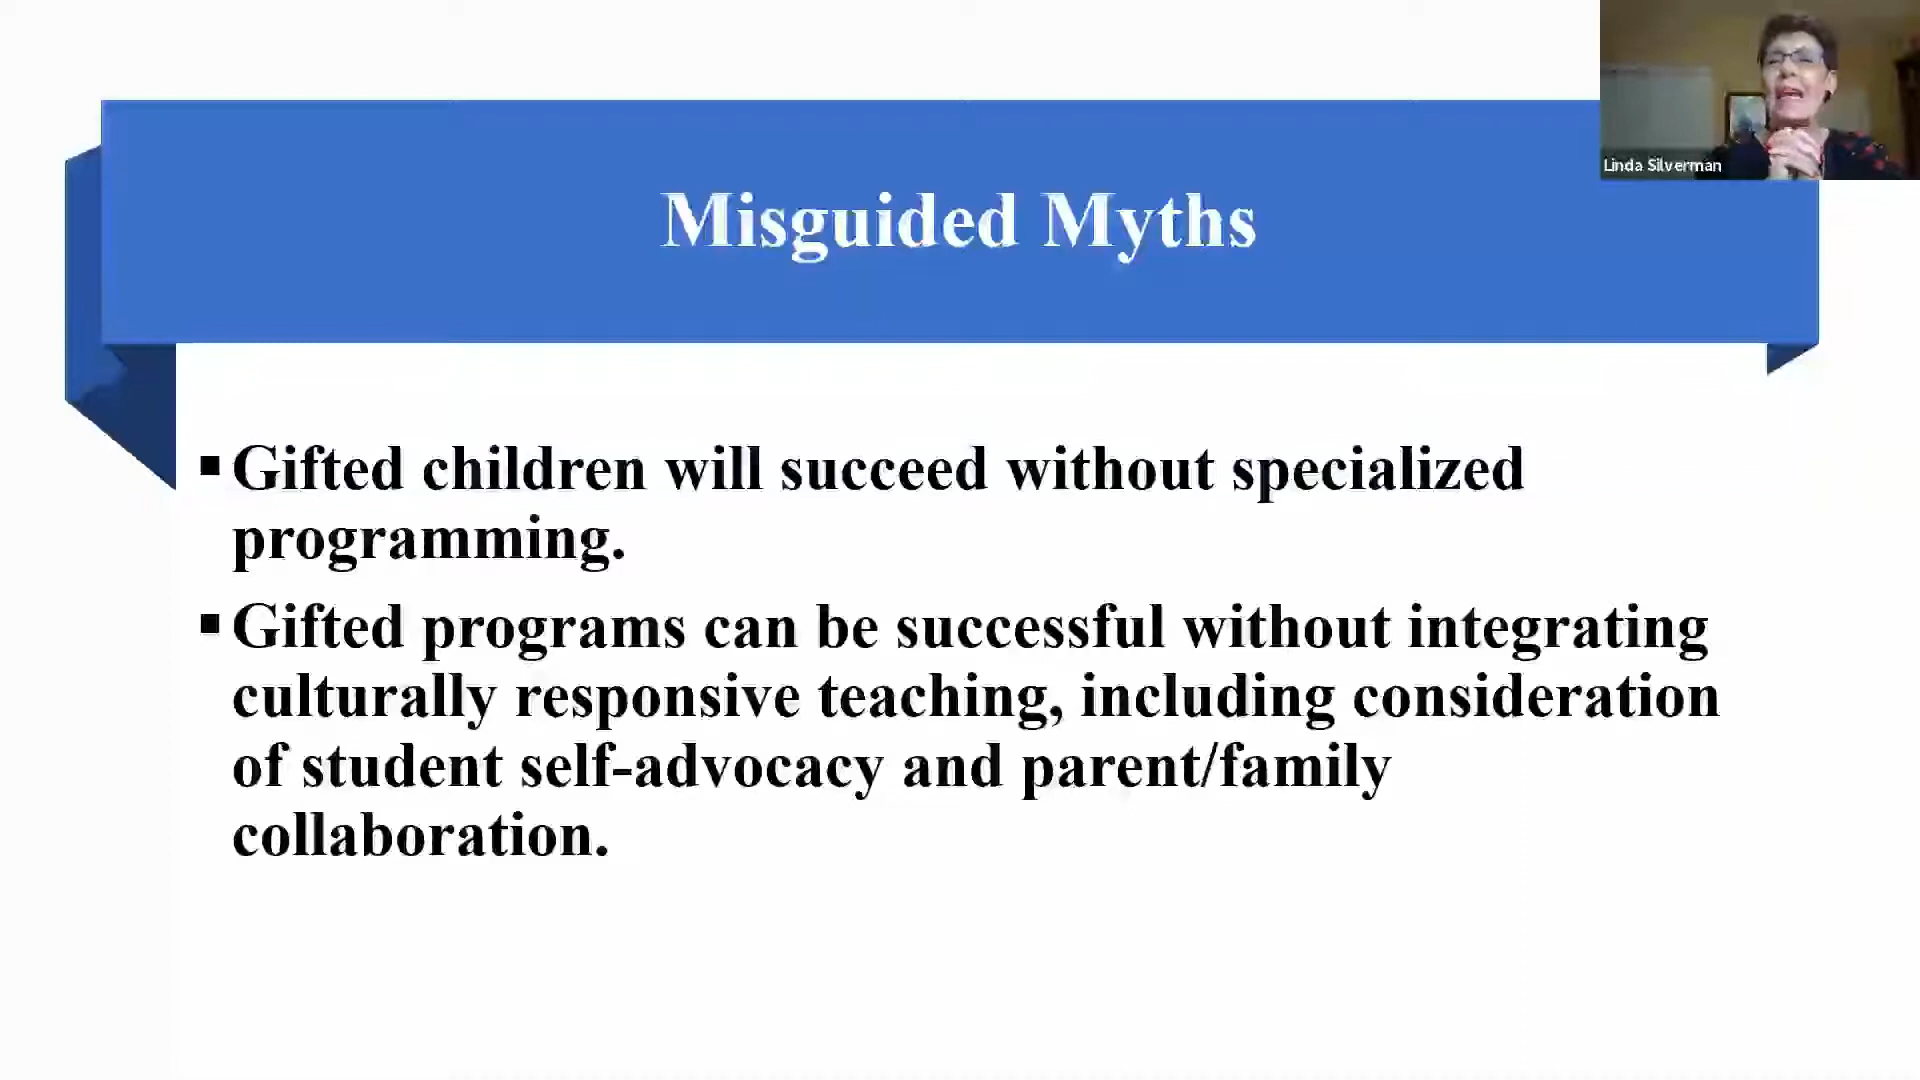 Linda Silverman
Misguided Myths
▪Gifted children will succeed without specialized
programming.
▪Gifted programs can be successful without integrating
culturally responsive teaching, including consideration
of student self-advocacy and parent/family
collaboration.